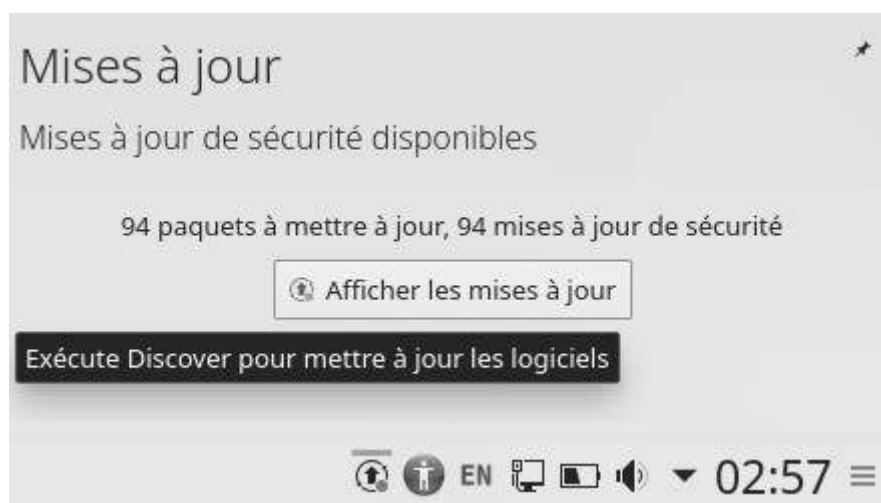 Mises à jour
Mises à jour de sécurité disponibles
94 paquets à mettre à jour, 94 mises à jour de sécurité
Afficher les mises à jour
Exécute Discover pour mettre à jour les logiciels
EN 02:57